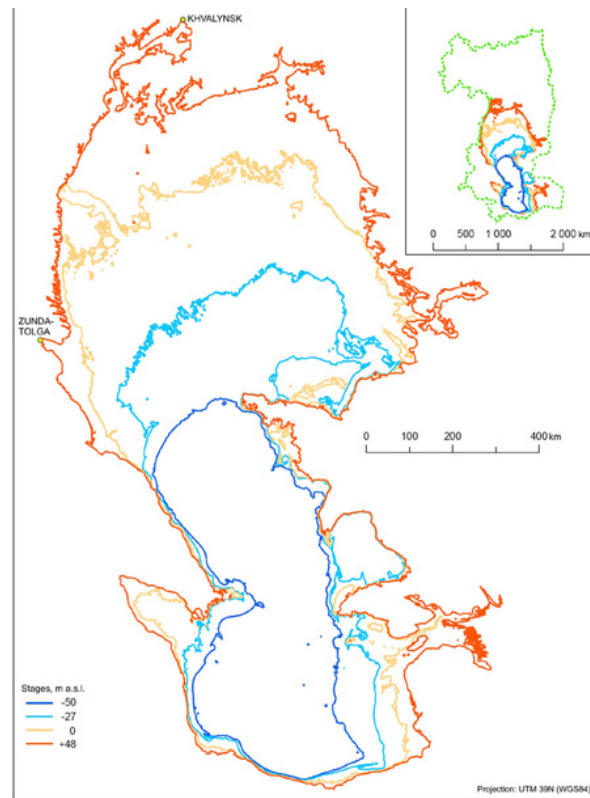 KHVALYNSK
0 1 000 2 000
km
ZUNDA-
TOLGA
0 100 200 400 km
Stages, m a.s.l.
-50
-27
0
+48
Projection: UTM 39N (WGS84)